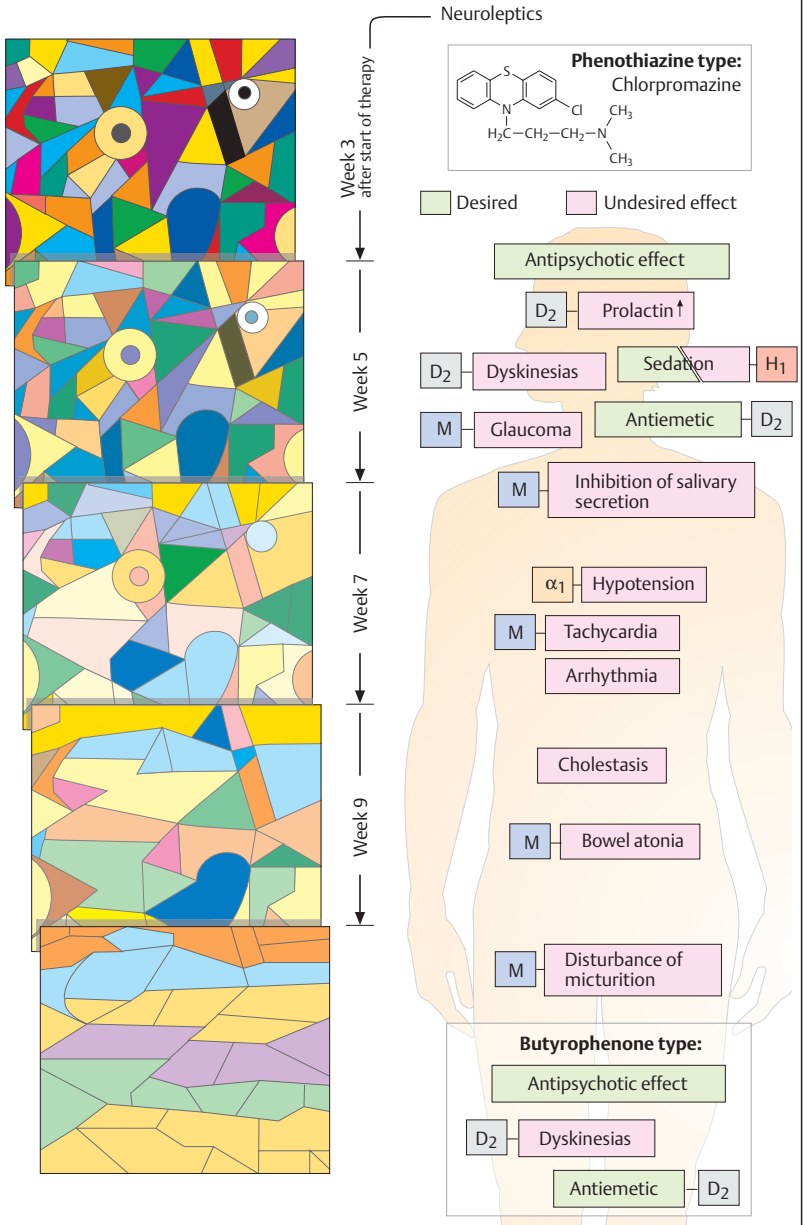 Neuroleptics
Week 3
after start of therapy
Week 5
Week 7
Week 9
Phenothiazine type:
Chlorpromazine
S
N
Cl
H₂C—CH₂—CH₂—N
CH₃
CH₃
Desired
Undesired effect
Antipsychotic effect
D₂ Prolactin ↑
D₂ Dyskinesias
Sedation H₁
M Glaucoma
Antiemetic D₂
M Inhibition of salivary
secretion
α₁ Hypotension
M Tachycardia
Arrhythmia
Cholestasis
M Bowel atonia
M Disturbance of
micturition
Butyrophenone type:
Antipsychotic effect
D₂ Dyskinesias
Antiemetic D₂